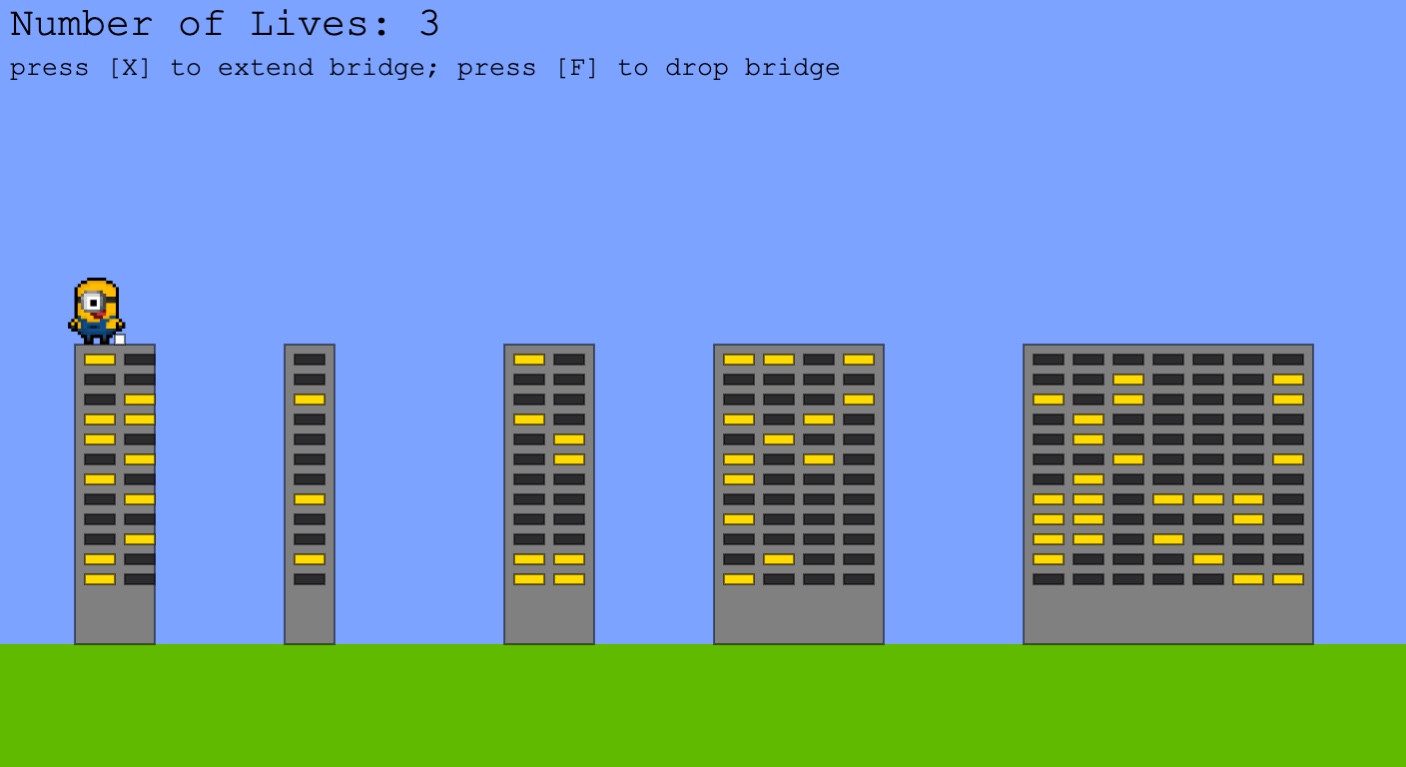 Number of Lives: 3
press [X] to extend bridge; press [F] to drop bridge